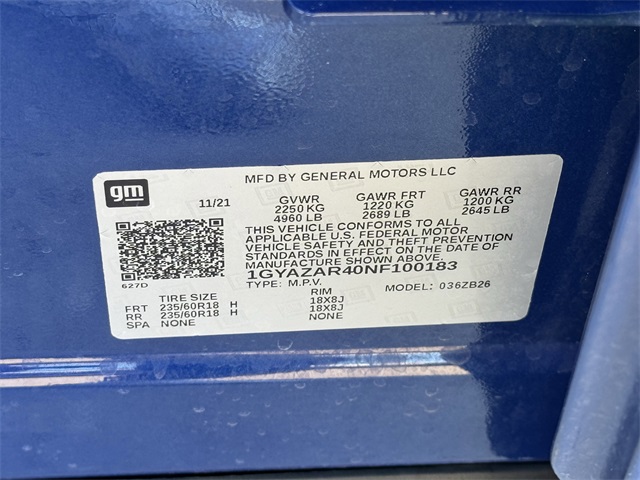 MFD BY GENERAL MOTORS LLC
gm
11/21
GVWR GAWR FRT GAWR RR
2250 KG 1220 KG 1200 KG
4960 LB 2689 LB 2645 LB
THIS VEHICLE CONFORMS TO ALL
APPLICABLE U.S. FEDERAL MOTOR
VEHICLE SAFETY AND THEFT PREVENTION
STANDARDS IN EFFECT ON THE DATE OF
MANUFACTURE SHOWN ABOVE.
627D
1GYAZAR40NF100183
TYPE: M.P.V. MODEL: 036ZB26
TIRE SIZE RIM
FRT 235/60R18 H 18X8J
RR 235/60R18 H 18X8J
SPA NONE NONE